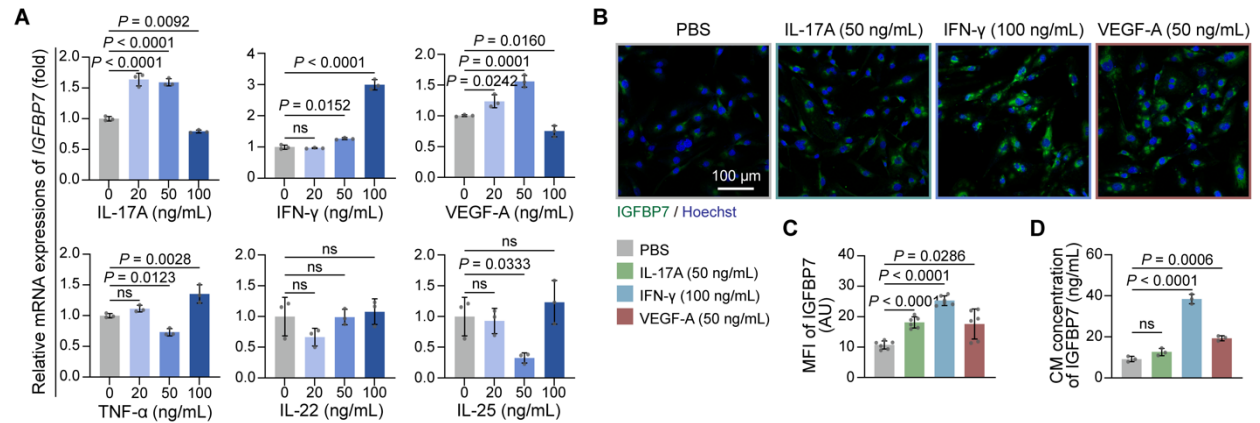 A
Relative mRNA expressions of IGFBP7 (fold)
P = 0.0092
P < 0.0001
P < 0.0001
2.0
1.5
1.0
0.5
0.0
0 20 50 100
IL-17A (ng/mL)
P < 0.0001
P = 0.0152
ns
4
3
2
1
0
0 20 50 100
IFN-γ (ng/mL)
P = 0.0160
P = 0.0001
P = 0.0242
2.0
1.5
1.0
0.5
0.0
0 20 50 100
VEGF-A (ng/mL)
P = 0.0028
P = 0.0123
ns
2.0
1.5
1.0
0.5
0.0
0 20 50 100
TNF-α (ng/mL)
ns
ns
ns
2.0
1.5
1.0
0.5
0.0
0 20 50 100
IL-22 (ng/mL)
ns
P = 0.0333
ns
2.0
1.5
1.0
0.5
0.0
0 20 50 100
IL-25 (ng/mL)
B
PBS
IL-17A (50 ng/mL)
IFN-γ (100 ng/mL)
VEGF-A (50 ng/mL)
100 µm
IGFBP7 / Hoechst
PBS
IL-17A (50 ng/mL)
IFN-γ (100 ng/mL)
VEGF-A (50 ng/mL)
C
MFI of IGFBP7
(AU)
P = 0.0286
P < 0.0001
P < 0.0001
40
30
20
10
0
D
CM concentration
of IGFBP7 (ng/mL)
P = 0.0006
P < 0.0001
ns
60
40
20
0